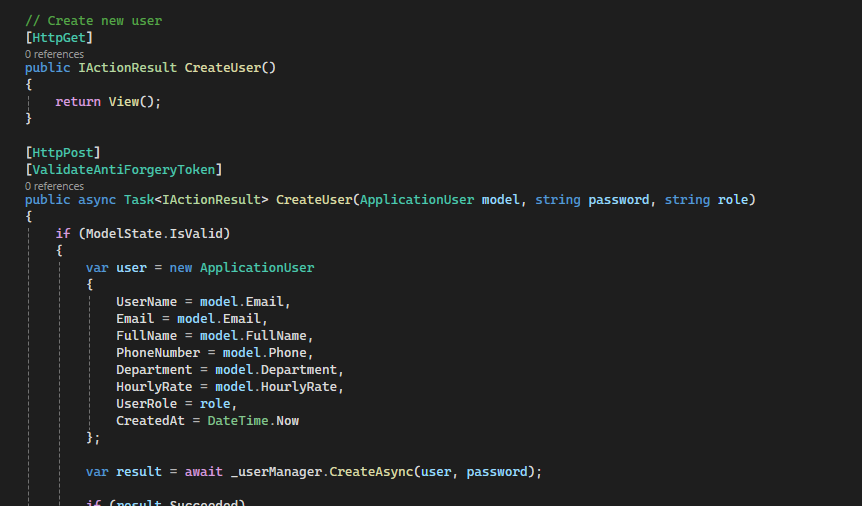 // Create new user
[HttpGet]
0 references
public IActionResult CreateUser()
{
return View();
}
[HttpPost]
[ValidateAntiForgeryToken]
0 references
public async Task<IActionResult> CreateUser(ApplicationUser model, string password, string role)
{
if (ModelState.IsValid)
{
var user = new ApplicationUser
{
UserName = model.Email,
Email = model.Email,
FullName = model.FullName,
PhoneNumber = model.Phone,
Department = model.Department,
HourlyRate = model.HourlyRate,
UserRole = role,
CreatedAt = DateTime.Now
};
var result = await _userManager.CreateAsync(user, password);
if (result.Succeeded)